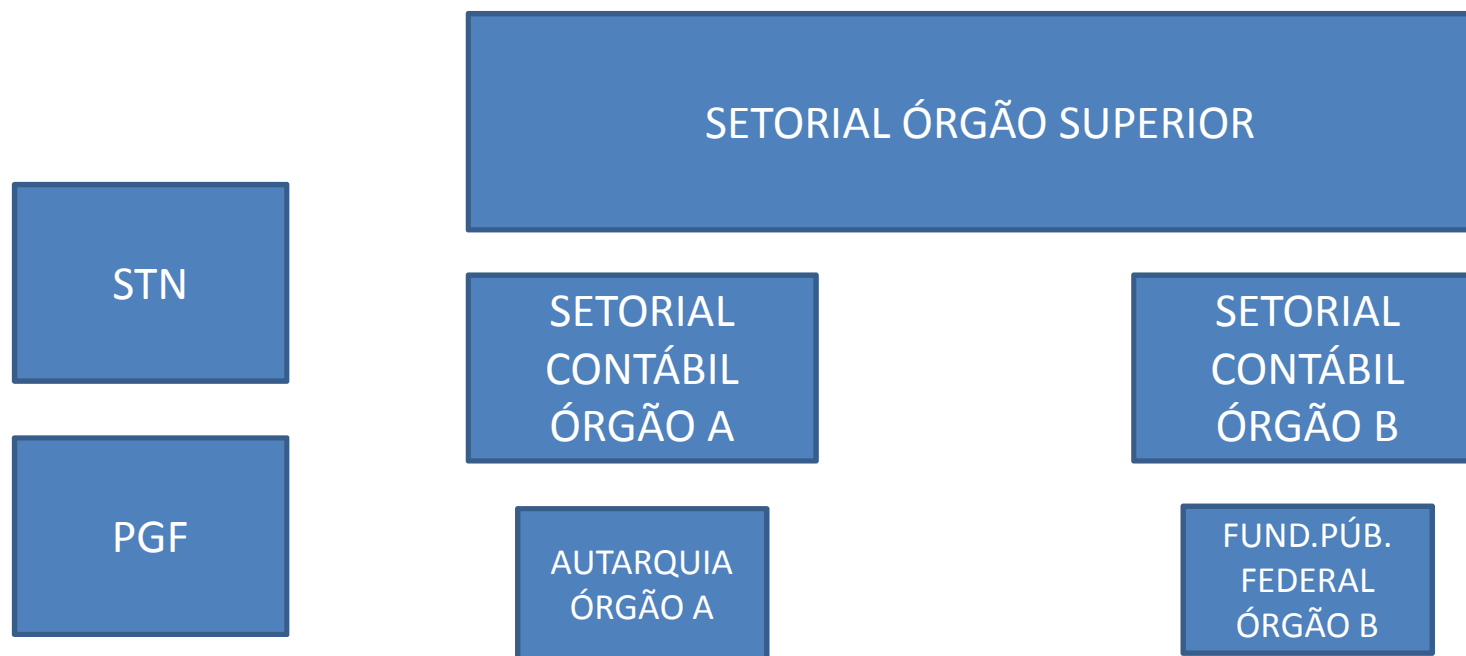 SETORIAL ÓRGÃO SUPERIOR
STN
SETORIAL
CONTÁBIL
ÓRGÃO A
SETORIAL
CONTÁBIL
ÓRGÃO B
PGF
AUTARQUIA
ÓRGÃO A
FUND.PÚB.
FEDERAL
ÓRGÃO B